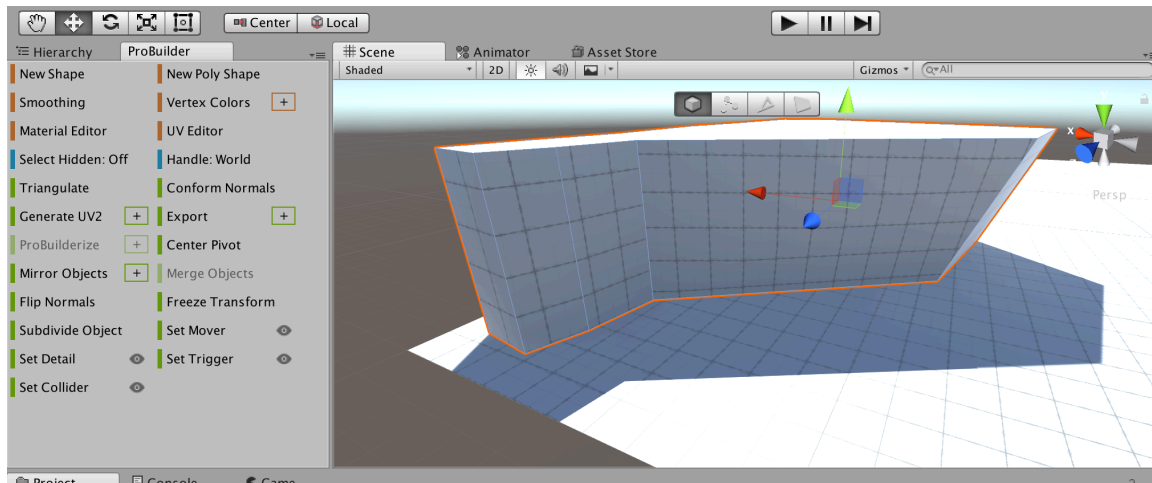 Center Local
Hierarchy ProBuilder Scene Animator Asset Store
Shaded 2D Gizmos All
New Shape New Poly Shape
Smoothing Vertex Colors +
Material Editor UV Editor
Select Hidden: Off Handle: World
Triangulate Conform Normals
Generate UV2 + Export +
ProBuilderize + Center Pivot
Mirror Objects + Merge Objects
Flip Normals Freeze Transform
Subdivide Object Set Mover
Set Detail Set Trigger
Set Collider
x
Persp
Project Console Game